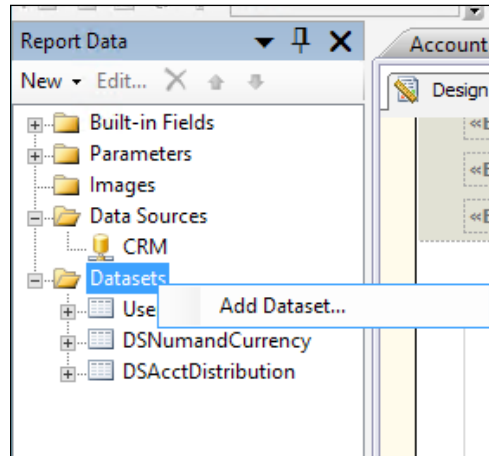 Report Data
Account
New Edit...
Design
Built-in Fields
Parameters
Images
Data Sources
CRM
Datasets
Use
Add Dataset...
DSNumandCurrency
DSAcctDistribution